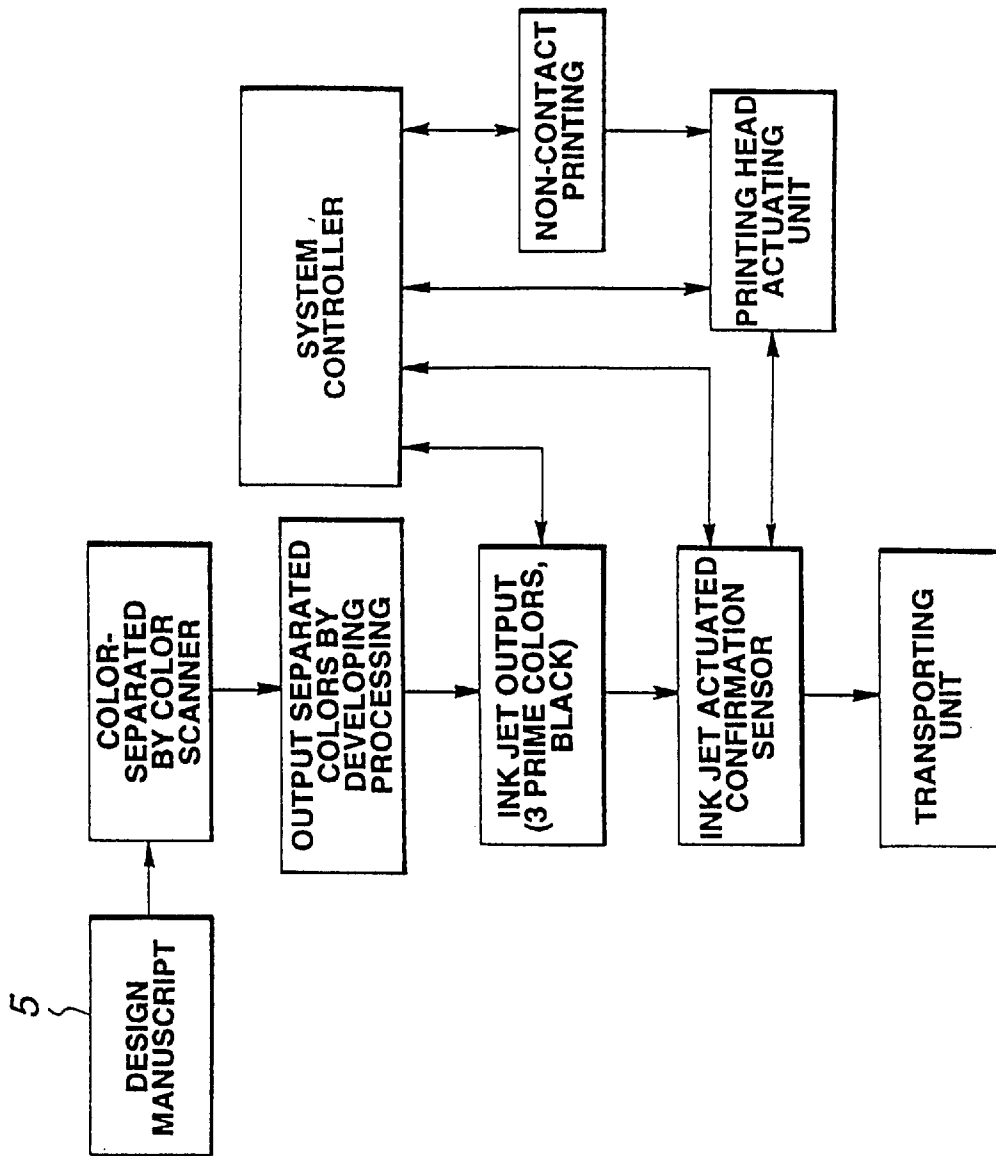 5
DESIGN
MANUSCRIPT
COLOR-
SEPARATED
BY COLOR
SCANNER
OUTPUT SEPARATED
COLORS BY
DEVELOPING
PROCESSING
INK JET OUTPUT
(3 PRIME COLORS,
BLACK)
INK JET ACTUATED
CONFIRMATION
SENSOR
TRANSPORTING
UNIT
SYSTEM
CONTROLLER
NON-CONTACT
PRINTING
PRINTING HEAD
ACTUATING
UNIT